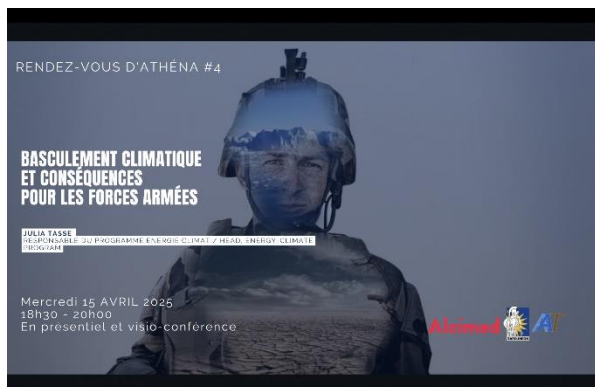 RENDEZ-VOUS D'ATHÉNA #4
BASCULEMENT CLIMATIQUE
ET CONSÉQUENCES
POUR LES FORCES ARMÉES
JULIA TASSE
RESPONSABLE DU PROGRAMME ENERGIE CLIMAT / HEAD, ENERGY-CLIMATE
PROGRAM
Mercredi 15 AVRIL 2025
18h30 - 20h00
En présentiel et visio-conférence
Alcimed